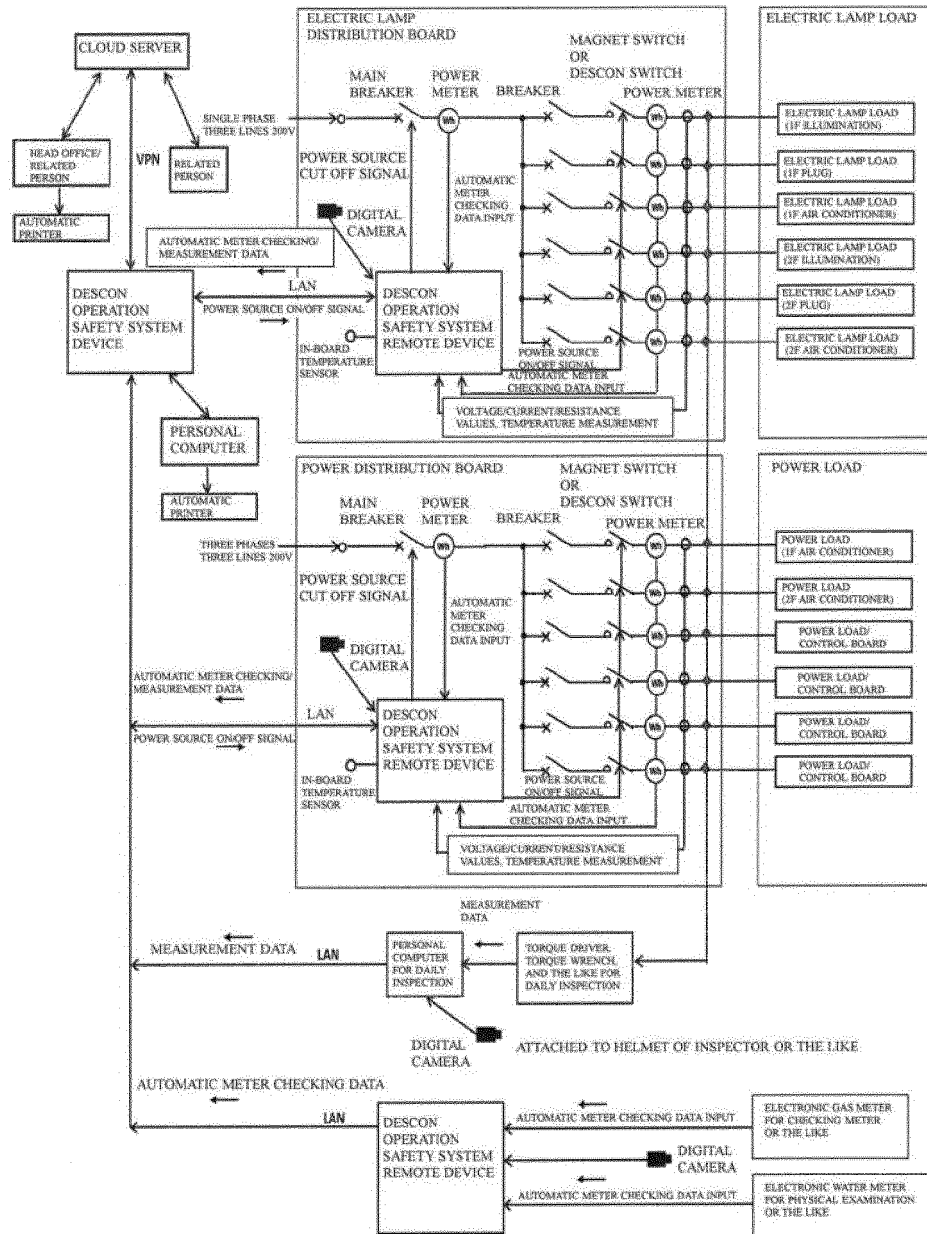 ELECTRIC LAMP
DISTRIBUTION BOARD
ELECTRIC LAMP LOAD
CLOUD SERVER
MAGNET SWITCH
OR
DESCON SWITCH
MAIN
BREAKER
POWER
METER
BREAKER
POWER METER
SINGLE PHASE
THREE LINES 200V
Wh
Wh
ELECTRIC LAMP LOAD
(1F ILLUMINATION)
VPN
HEAD OFFICE/
RELATED
PERSON
RELATED
PERSON
POWER SOURCE
CUT OFF SIGNAL
AUTOMATIC
METER
CHECKING
DATA INPUT
Wh
ELECTRIC LAMP LOAD
(1F PLUG)
AUTOMATIC
PRINTER
DIGITAL
CAMERA
Wh
ELECTRIC LAMP LOAD
(1F AIR CONDITIONER)
AUTOMATIC METER CHECKING/
MEASUREMENT DATA
Wh
ELECTRIC LAMP LOAD
(2F ILLUMINATION)
DESCON
OPERATION
SAFETY SYSTEM
DEVICE
LAN
POWER SOURCE ON/OFF SIGNAL
DESCON
OPERATION
SAFETY SYSTEM
REMOTE DEVICE
Wh
ELECTRIC LAMP LOAD
(2F PLUG)
Wh
ELECTRIC LAMP LOAD
(2F AIR CONDITIONER)
IN-BOARD
TEMPERATURE
SENSOR
POWER SOURCE
ON/OFF SIGNAL
AUTOMATIC METER
CHECKING DATA INPUT
VOLTAGE/CURRENT/RESISTANCE
VALUES, TEMPERATURE MEASUREMENT
PERSONAL
COMPUTER
AUTOMATIC
PRINTER
POWER DISTRIBUTION BOARD
POWER LOAD
MAGNET SWITCH
OR
DESCON SWITCH
MAIN
BREAKER
POWER
METER
BREAKER
POWER METER
THREE PHASES
THREE LINES 200V
Wh
Wh
POWER LOAD
(1F AIR CONDITIONER)
POWER SOURCE
CUT OFF SIGNAL
AUTOMATIC
METER
CHECKING
DATA INPUT
Wh
POWER LOAD
(2F AIR CONDITIONER)
DIGITAL
CAMERA
Wh
POWER LOAD/
CONTROL BOARD
AUTOMATIC METER CHECKING/
MEASUREMENT DATA
Wh
POWER LOAD/
CONTROL BOARD
LAN
POWER SOURCE ON/OFF SIGNAL
DESCON
OPERATION
SAFETY SYSTEM
REMOTE DEVICE
Wh
POWER LOAD/
CONTROL BOARD
Wh
POWER LOAD/
CONTROL BOARD
IN-BOARD
TEMPERATURE
SENSOR
POWER SOURCE
ON/OFF SIGNAL
AUTOMATIC METER
CHECKING DATA INPUT
VOLTAGE/CURRENT/RESISTANCE
VALUES, TEMPERATURE MEASUREMENT
MEASUREMENT
DATA
MEASUREMENT DATA
LAN
PERSONAL
COMPUTER
FOR DAILY
INSPECTION
TORQUE DRIVER,
TORQUE WRENCH,
AND THE LIKE FOR
DAILY INSPECTION
DIGITAL
CAMERA
ATTACHED TO HELMET OF INSPECTOR OR THE LIKE
AUTOMATIC METER CHECKING DATA
LAN
DESCON
OPERATION
SAFETY SYSTEM
REMOTE DEVICE
AUTOMATIC METER CHECKING DATA INPUT
ELECTRONIC GAS METER
FOR CHECKING METER
OR THE LIKE
DIGITAL
CAMERA
AUTOMATIC METER CHECKING DATA INPUT
ELECTRONIC WATER METER
FOR PHYSICAL EXAMINATION
OR THE LIKE